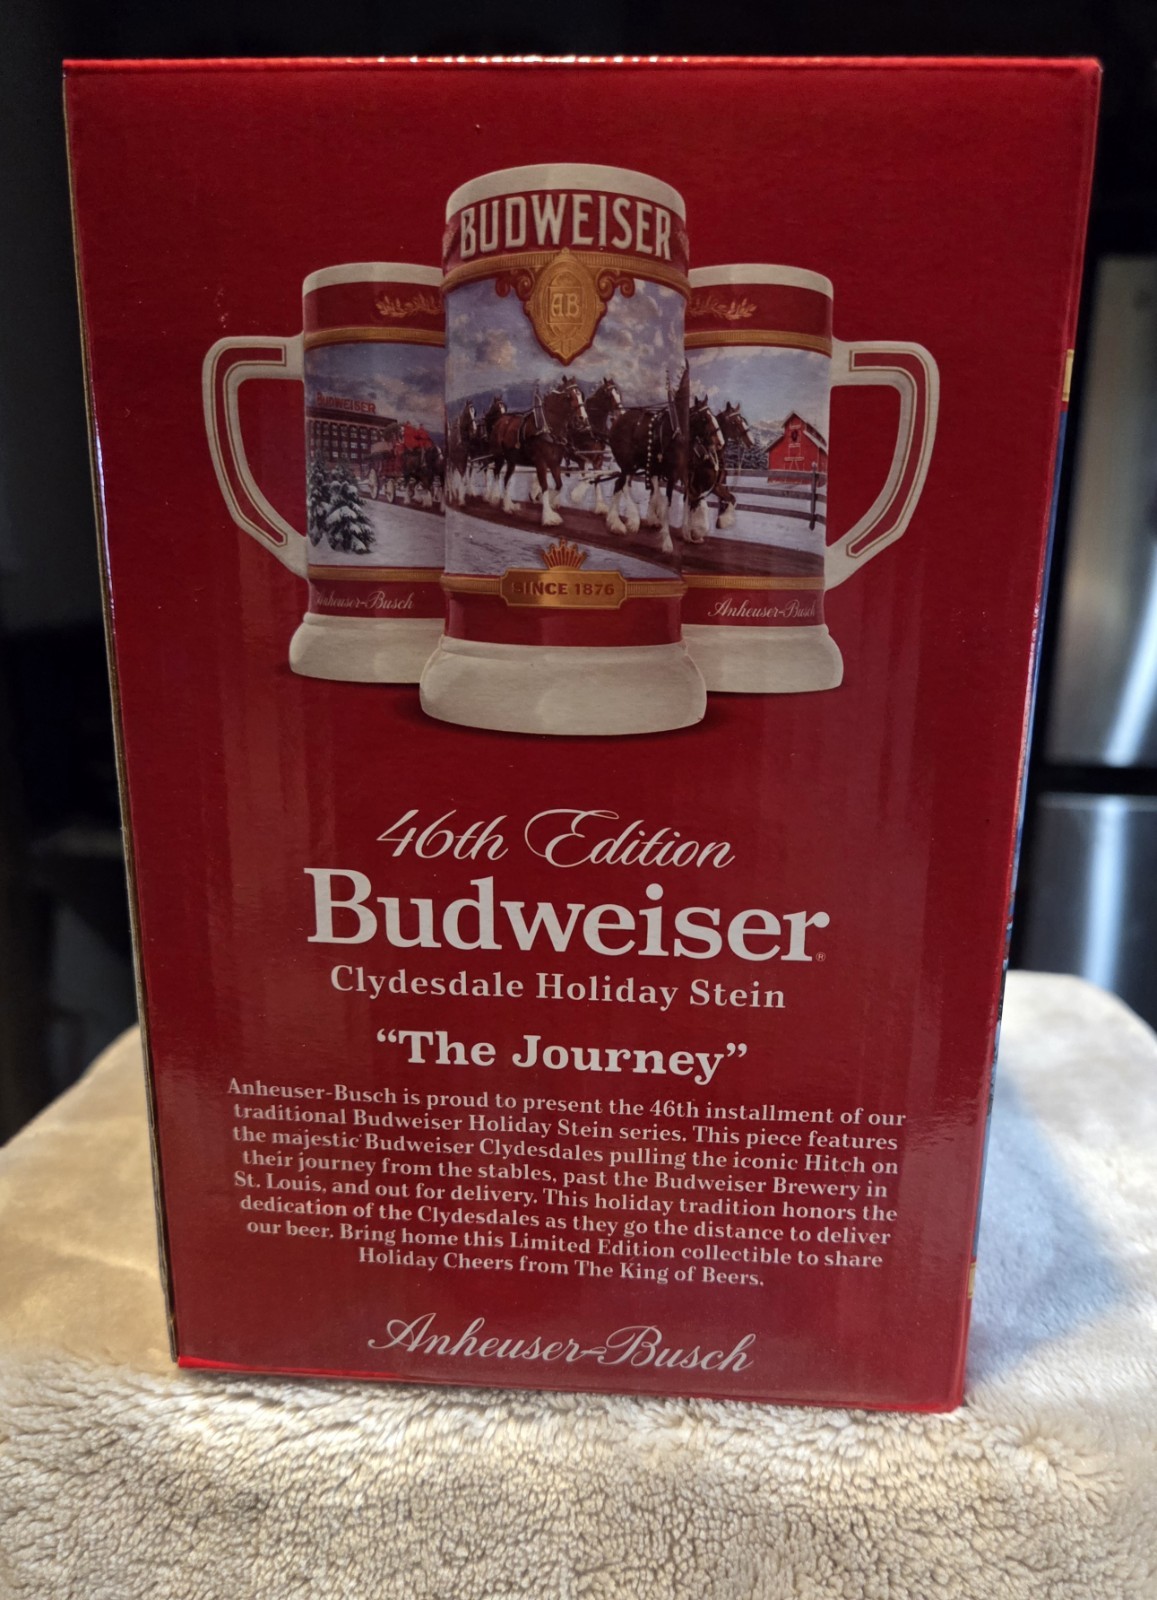 BUDWEISER
AB
BUDWEISER
SINCE 1876
Anheuser-Busch
Anheuser-Busch
46th Edition
Budweiser®
Clydesdale Holiday Stein
“The Journey”
Anheuser-Busch is proud to present the 46th installment of our
traditional Budweiser Holiday Stein series. This piece features
the majestic Budweiser Clydesdales pulling the iconic Hitch on
their journey from the stables, past the Budweiser Brewery in
St. Louis, and out for delivery. This holiday tradition honors the
dedication of the Clydesdales as they go the distance to deliver
our beer. Bring home this Limited Edition collectible to share
Holiday Cheers from The King of Beers.
Anheuser-Busch